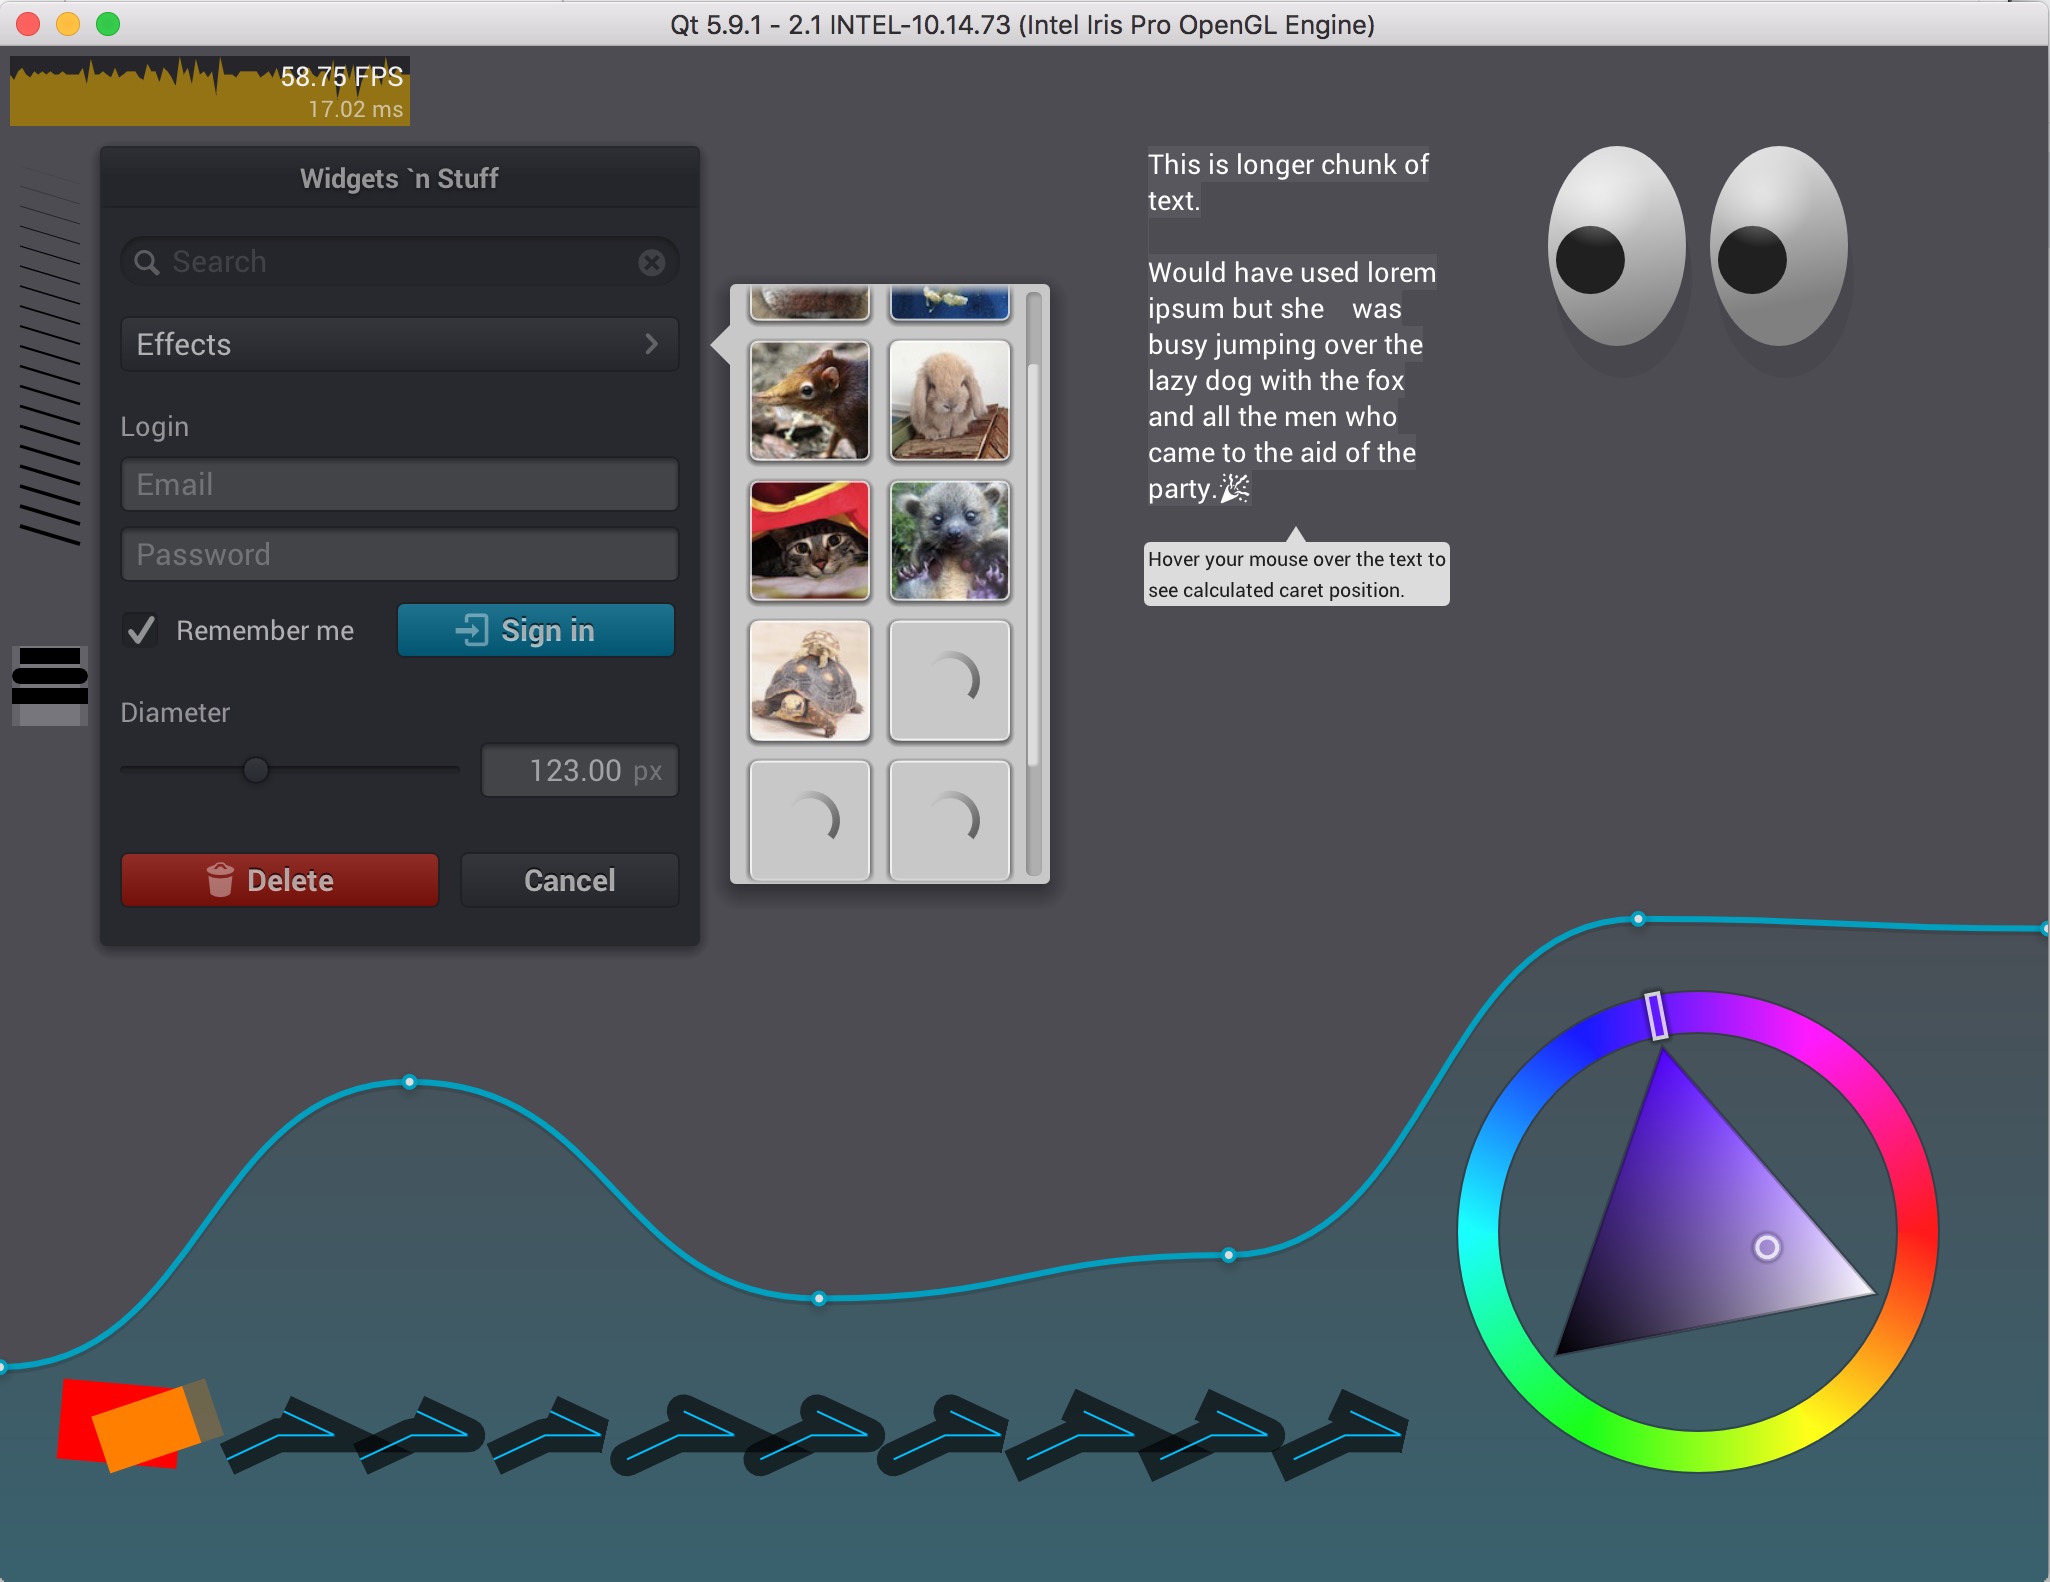 Qt 5.9.1 - 2.1 INTEL-10.14.73 (Intel Iris Pro OpenGL Engine)
58.75 FPS
17.02 ms
Widgets `n Stuff
Search
Effects
Login
Email
Password
Remember me
Sign in
Diameter
123.00 px
Delete
Cancel
This is longer chunk of
text.
Would have used lorem
ipsum but she    was
busy jumping over the
lazy dog with the fox
and all the men who
came to the aid of the
party.🎉
Hover your mouse over the text to
see calculated caret position.